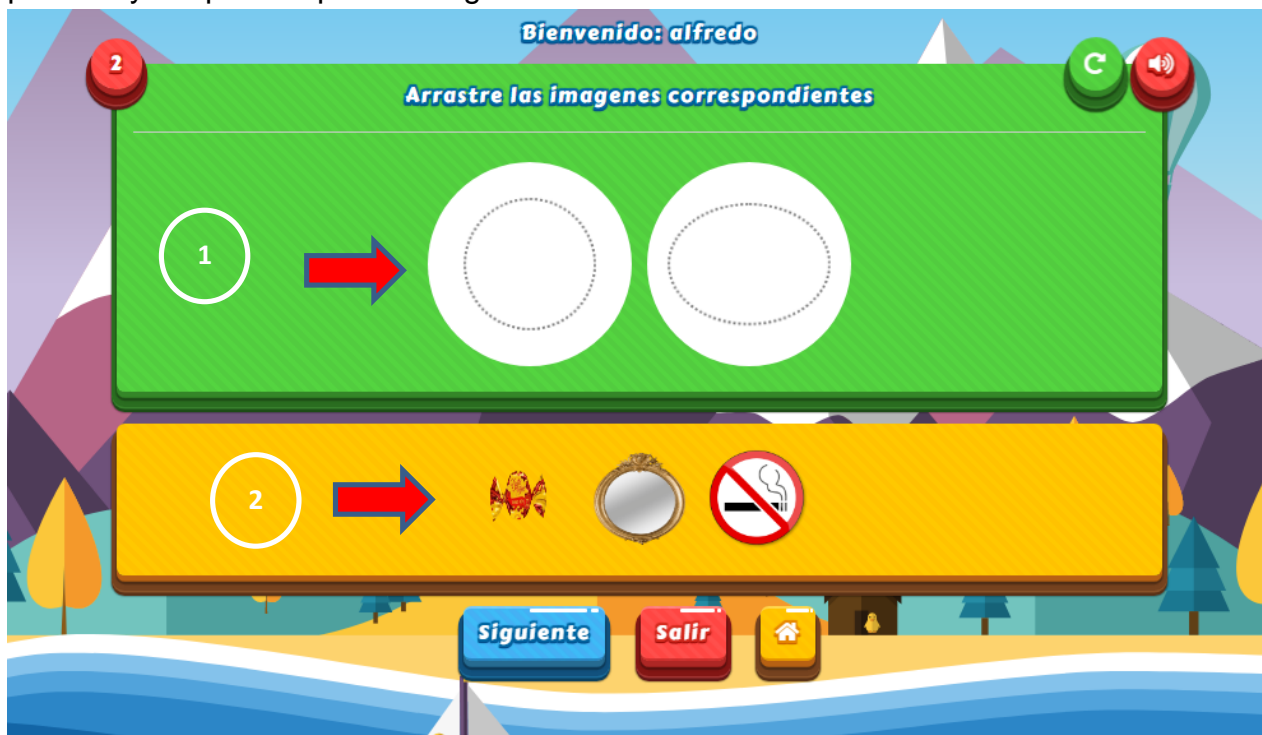 Bienvenido: alfredo
2
Arrastre las imagenes correspondientes
1
2
Siguiente
Salir